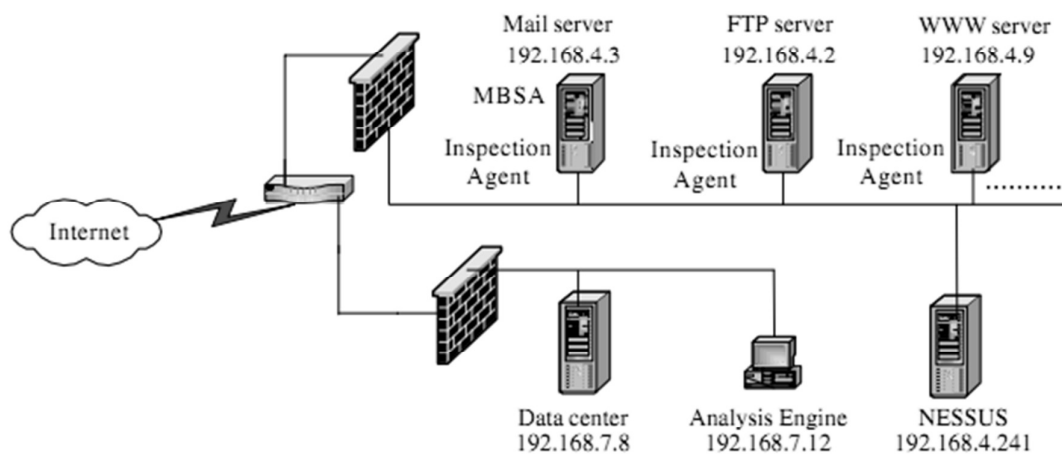 Mail server
192.168.4.3
FTP server
192.168.4.2
WWW server
192.168.4.9
MBSA
Inspection
Agent
Inspection
Agent
Inspection
Agent
Internet
Data center
192.168.7.8
Analysis Engine
192.168.7.12
NESSUS
192.168.4.241